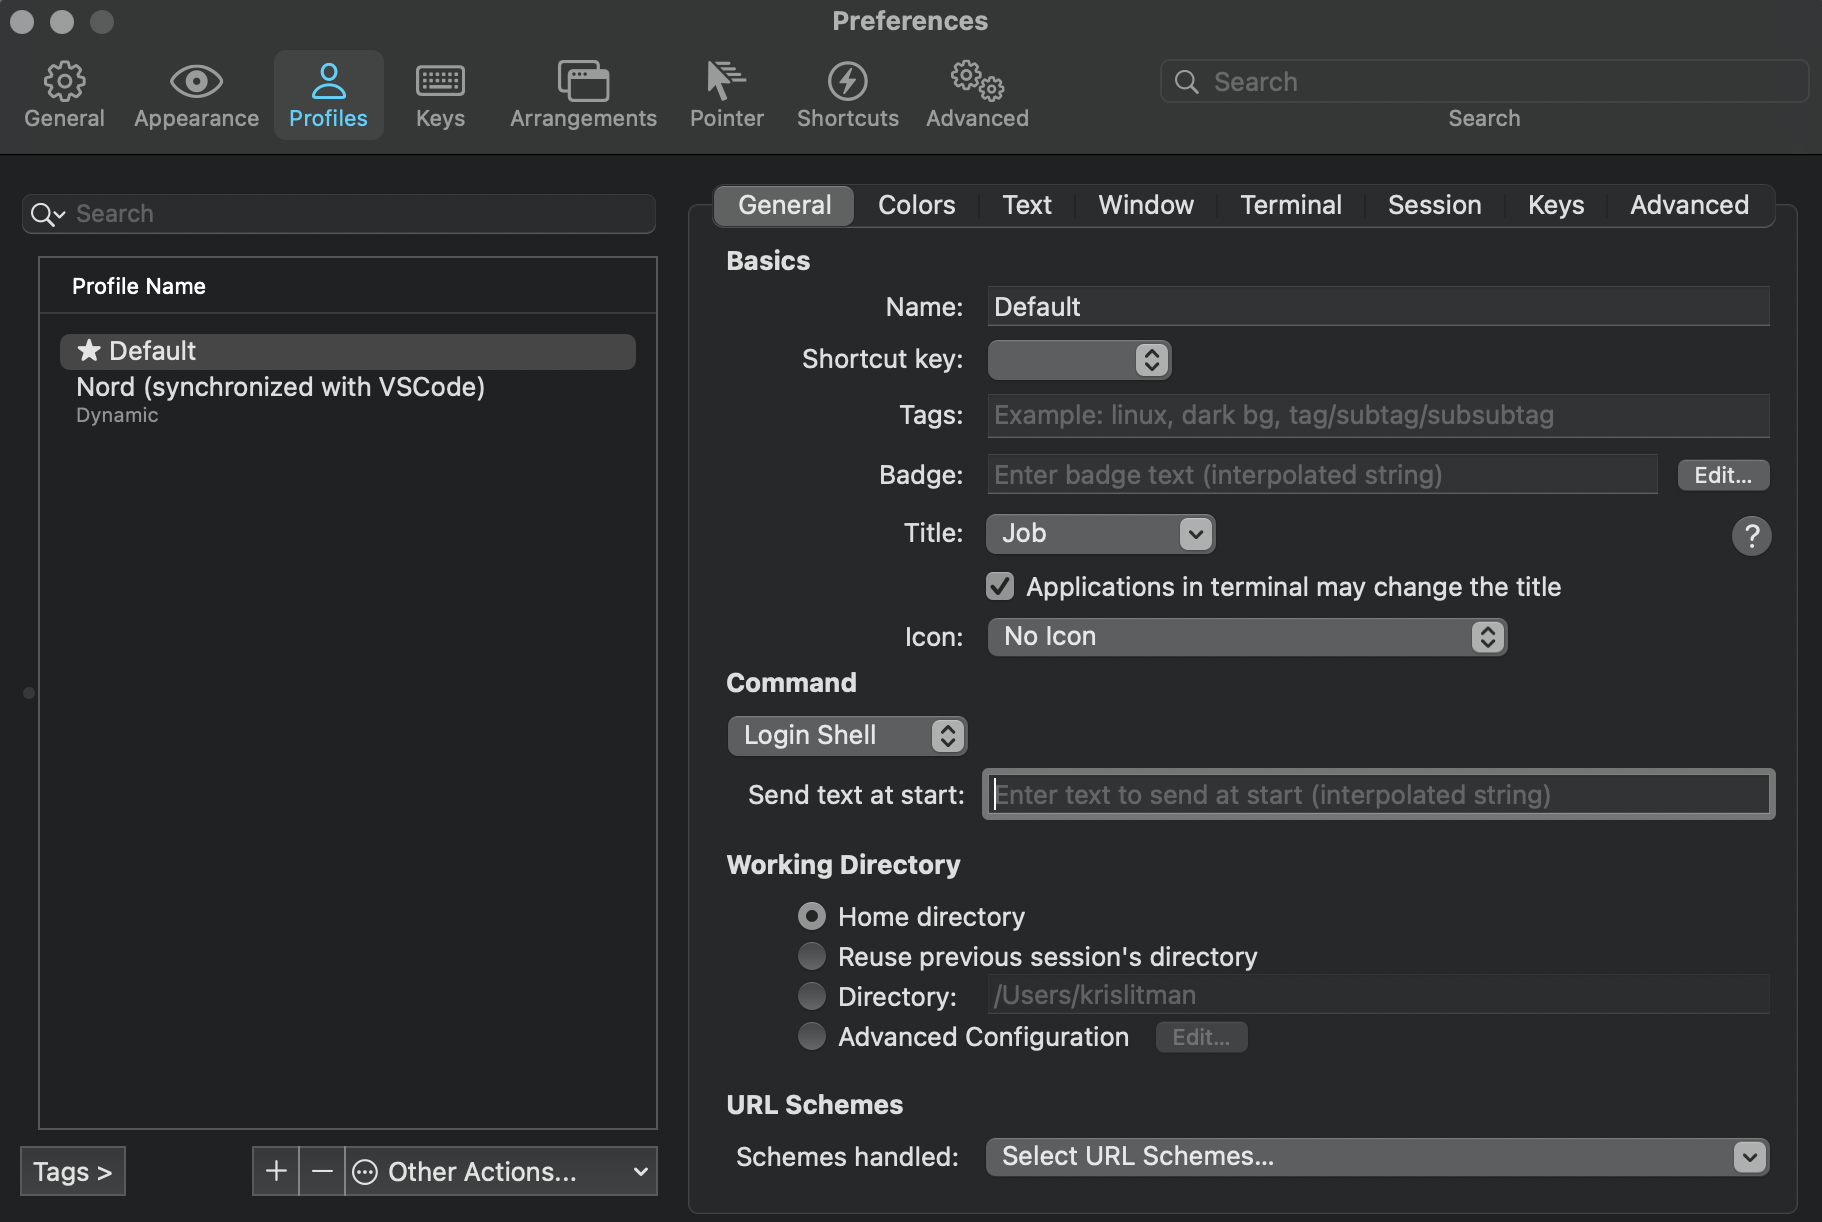 Preferences
General
Appearance
Profiles
Keys
Arrangements
Pointer
Shortcuts
Advanced
Search
Search
Search
Profile Name
★ Default
Nord (synchronized with VSCode)
Dynamic
Tags >
+
−
Other Actions...
General Colors Text Window Terminal Session Keys Advanced
Basics
Name: Default
Shortcut key:
Tags: Example: linux, dark bg, tag/subtag/subsubtag
Badge: Enter badge text (interpolated string) Edit...
Title: Job ?
Applications in terminal may change the title
Icon: No Icon
Command
Login Shell
Send text at start: Enter text to send at start (interpolated string)
Working Directory
Home directory
Reuse previous session's directory
Directory: /Users/krislitman
Advanced Configuration Edit...
URL Schemes
Schemes handled: Select URL Schemes...